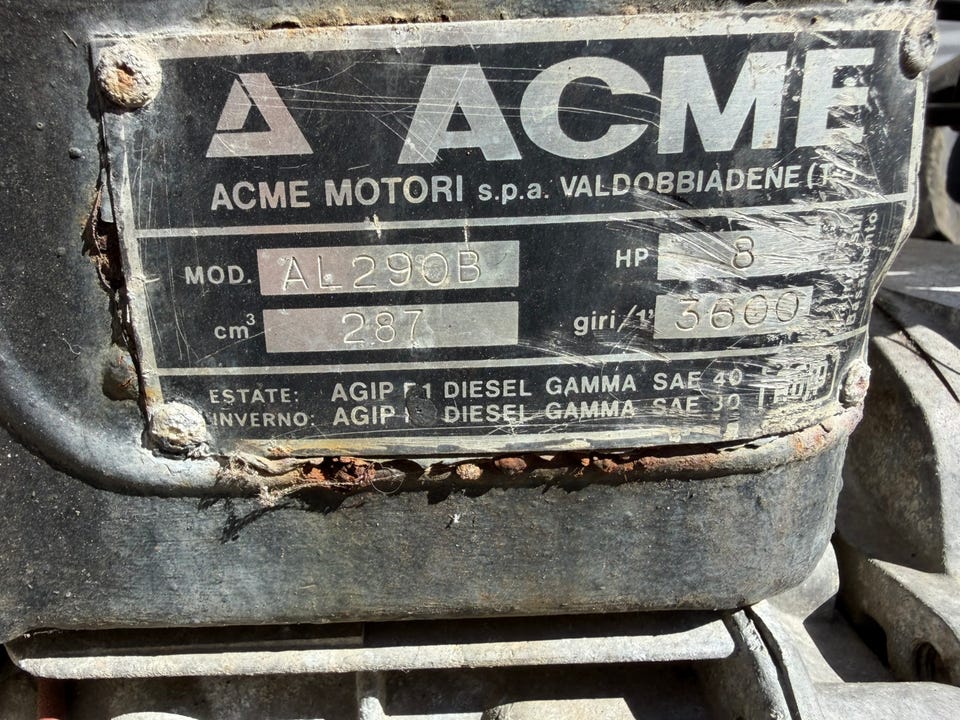 ACME
ACME MOTORI s.p.a. VALDOBBIADENE (T
MOD. AL290B HP 8
cm³ 287 giri/1' 3600
ESTATE: AGIP F1 DIESEL GAMMA SAE 40
INVERNO: AGIP DIESEL GAMMA SAE 30